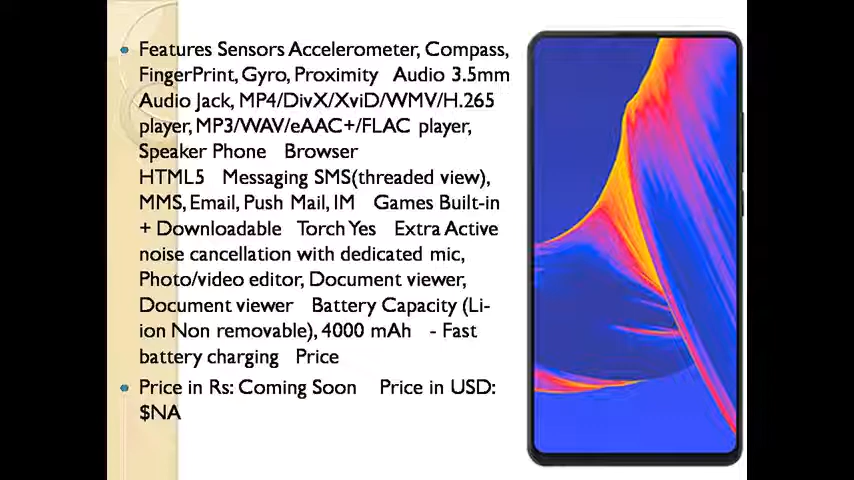 Features Sensors Accelerometer, Compass,
FingerPrint, Gyro, Proximity Audio 3.5mm
Audio Jack, MP4/DivX/XviD/WMV/H.265
player, MP3/WAV/eAAC+/FLAC player,
Speaker Phone Browser
HTML5 Messaging SMS(threaded view),
MMS, Email, Push Mail, IM Games Built-in
+ Downloadable Torch Yes Extra Active
noise cancellation with dedicated mic,
Photo/video editor, Document viewer,
Document viewer Battery Capacity (Li-
ion Non removable), 4000 mAh - Fast
battery charging Price
Price in Rs: Coming Soon Price in USD:
$NA